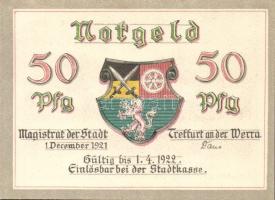 Notgeld
50 50
Pfg Pfg
Magistrat der Stadt Treffurt an der Werra
1. December 1921
Gültig bis 1. 4. 1922.
Einlösbar bei der Stadtkasse.